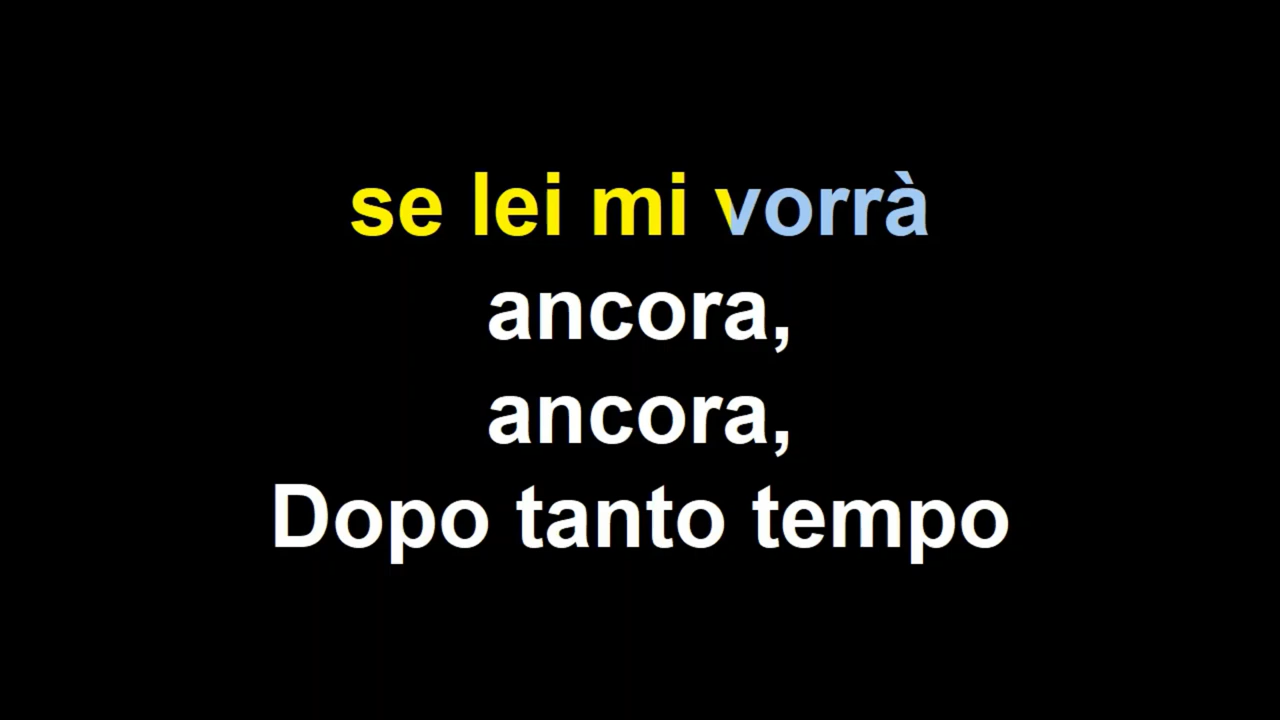 se lei mi vorrà
ancora,
ancora,
Dopo tanto tempo